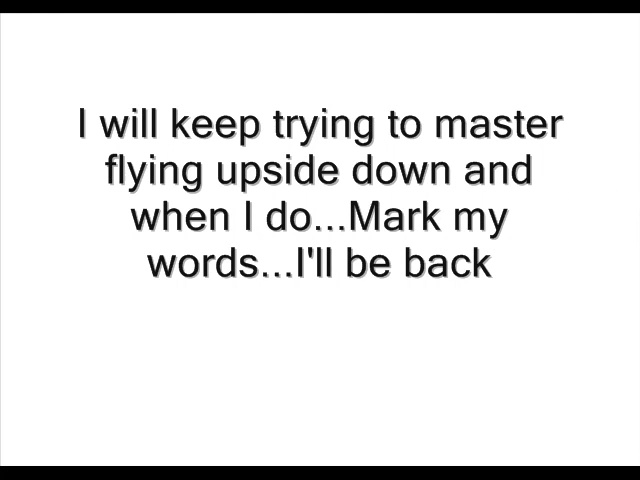 I will keep trying to master
flying upside down and
when I do...Mark my
words...I'll be back